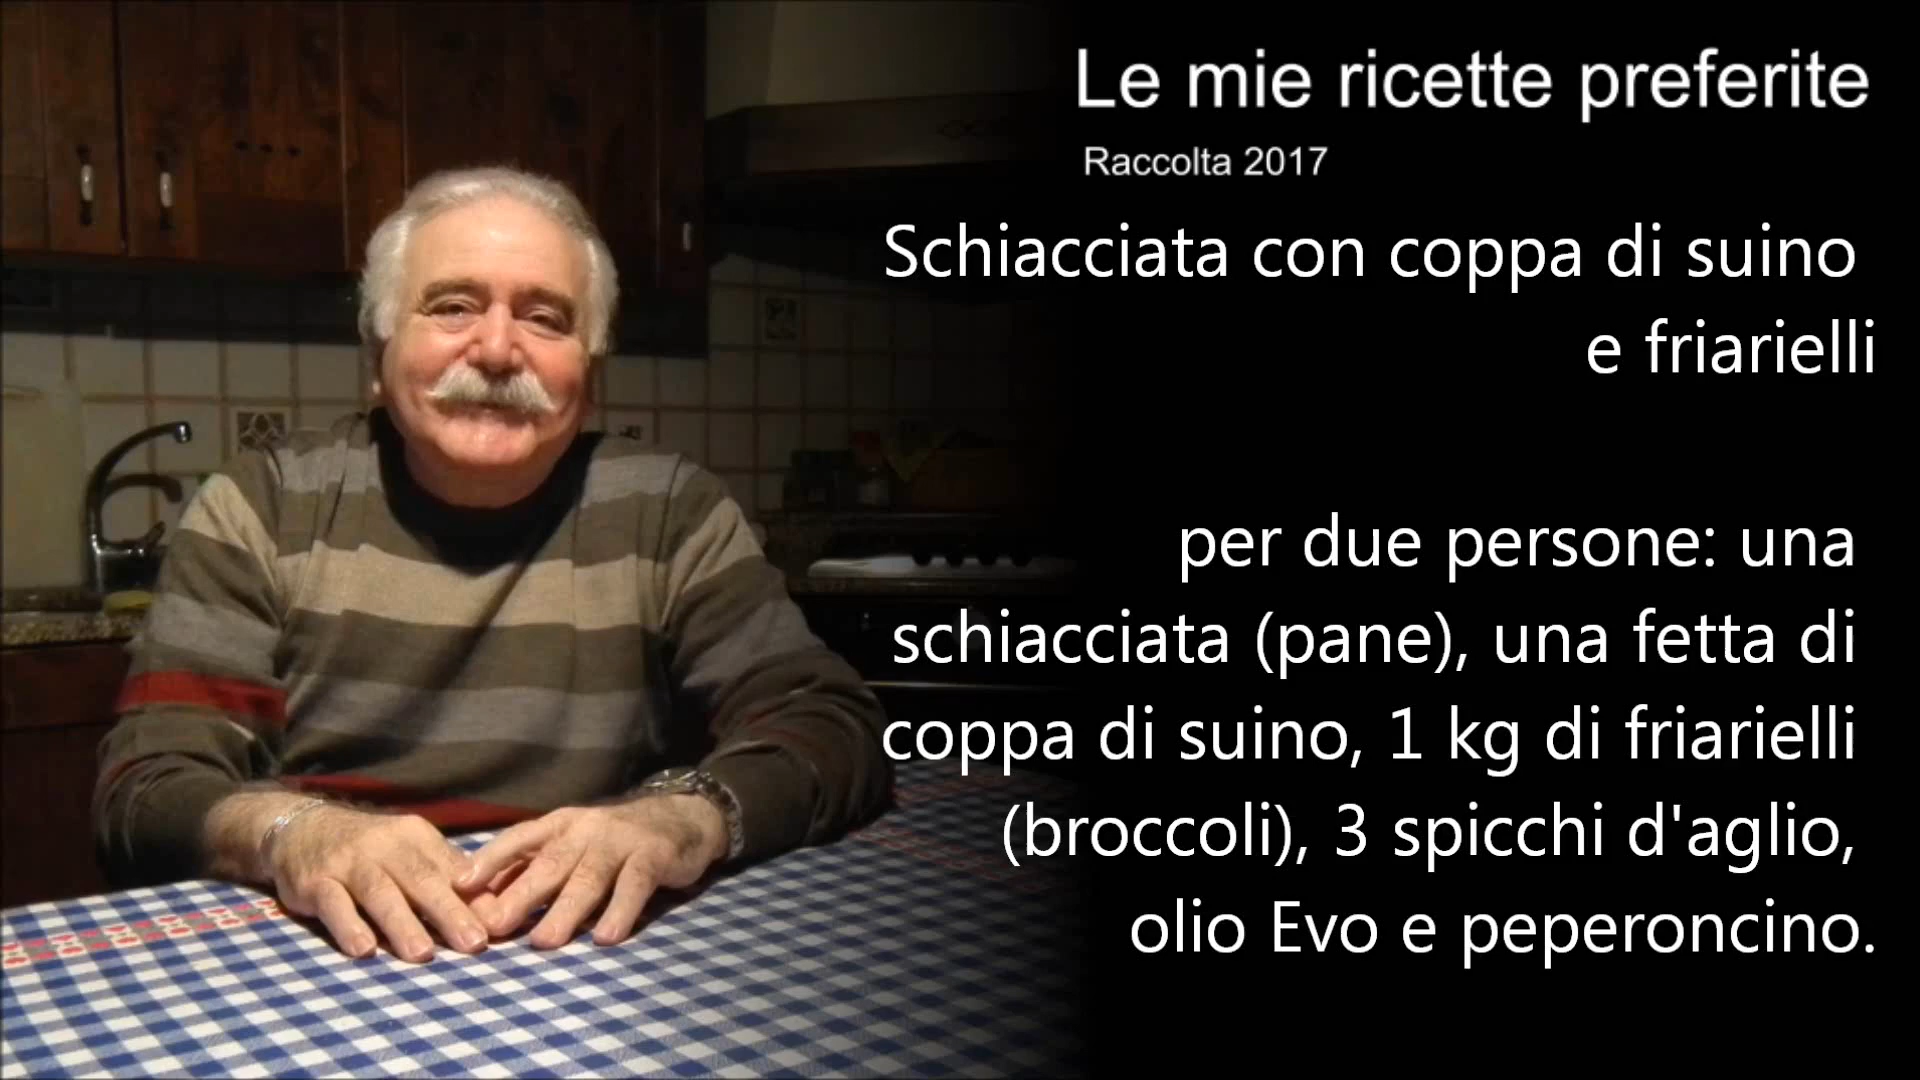 Le mie ricette preferite
Raccolta 2017
Schiacciata con coppa di suino
e friarielli
per due persone: una
schiacciata (pane), una fetta di
coppa di suino, 1 kg di friarielli
(broccoli), 3 spicchi d'aglio,
olio Evo e peperoncino.